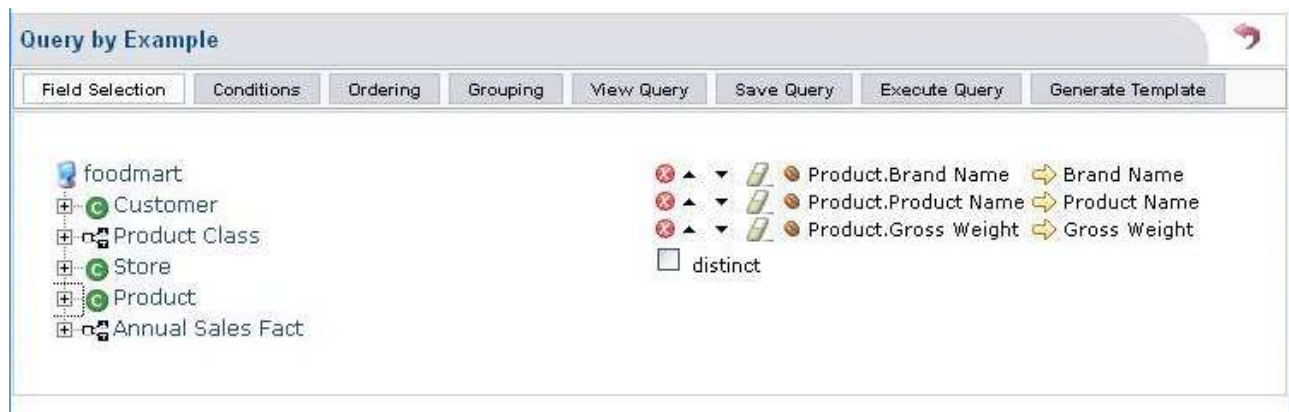 Query by Example
Field Selection Conditions Ordering Grouping View Query Save Query Execute Query Generate Template
foodmart
Customer
Product Class
Store
Product
Annual Sales Fact
Product.Brand Name Brand Name
Product.Product Name Product Name
Product.Gross Weight Gross Weight
distinct